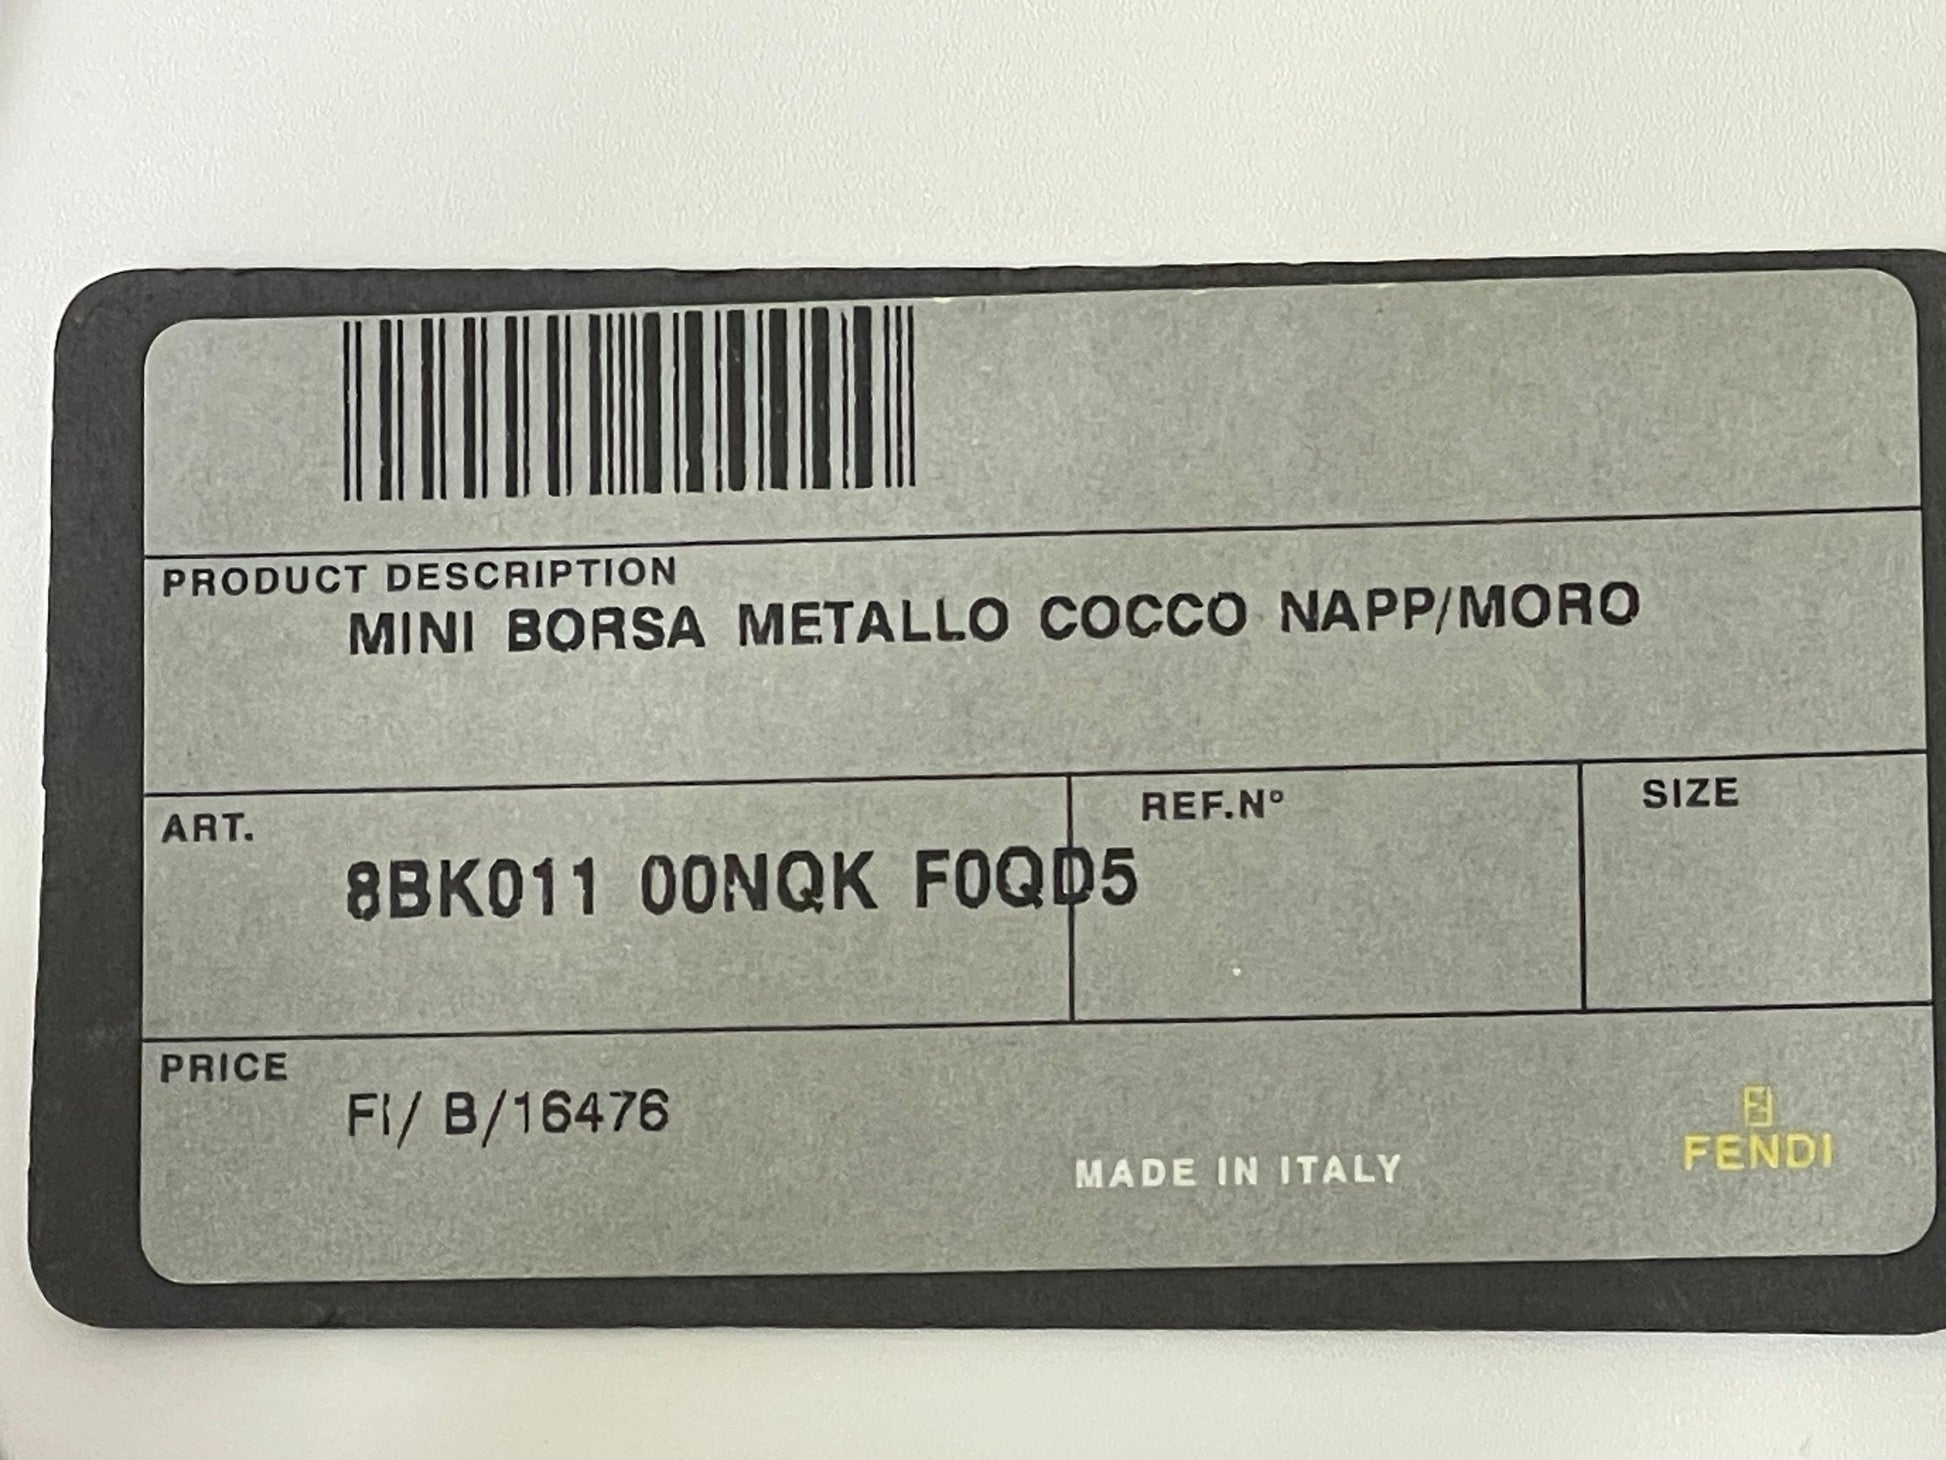 PRODUCT DESCRIPTION
MINI BORSA METALLO COCCO NAPP/MORO
ART.
8BK011 00NQK F0QD5
REF.Nº
SIZE
PRICE
FI/ B/16476
MADE IN ITALY
FENDI